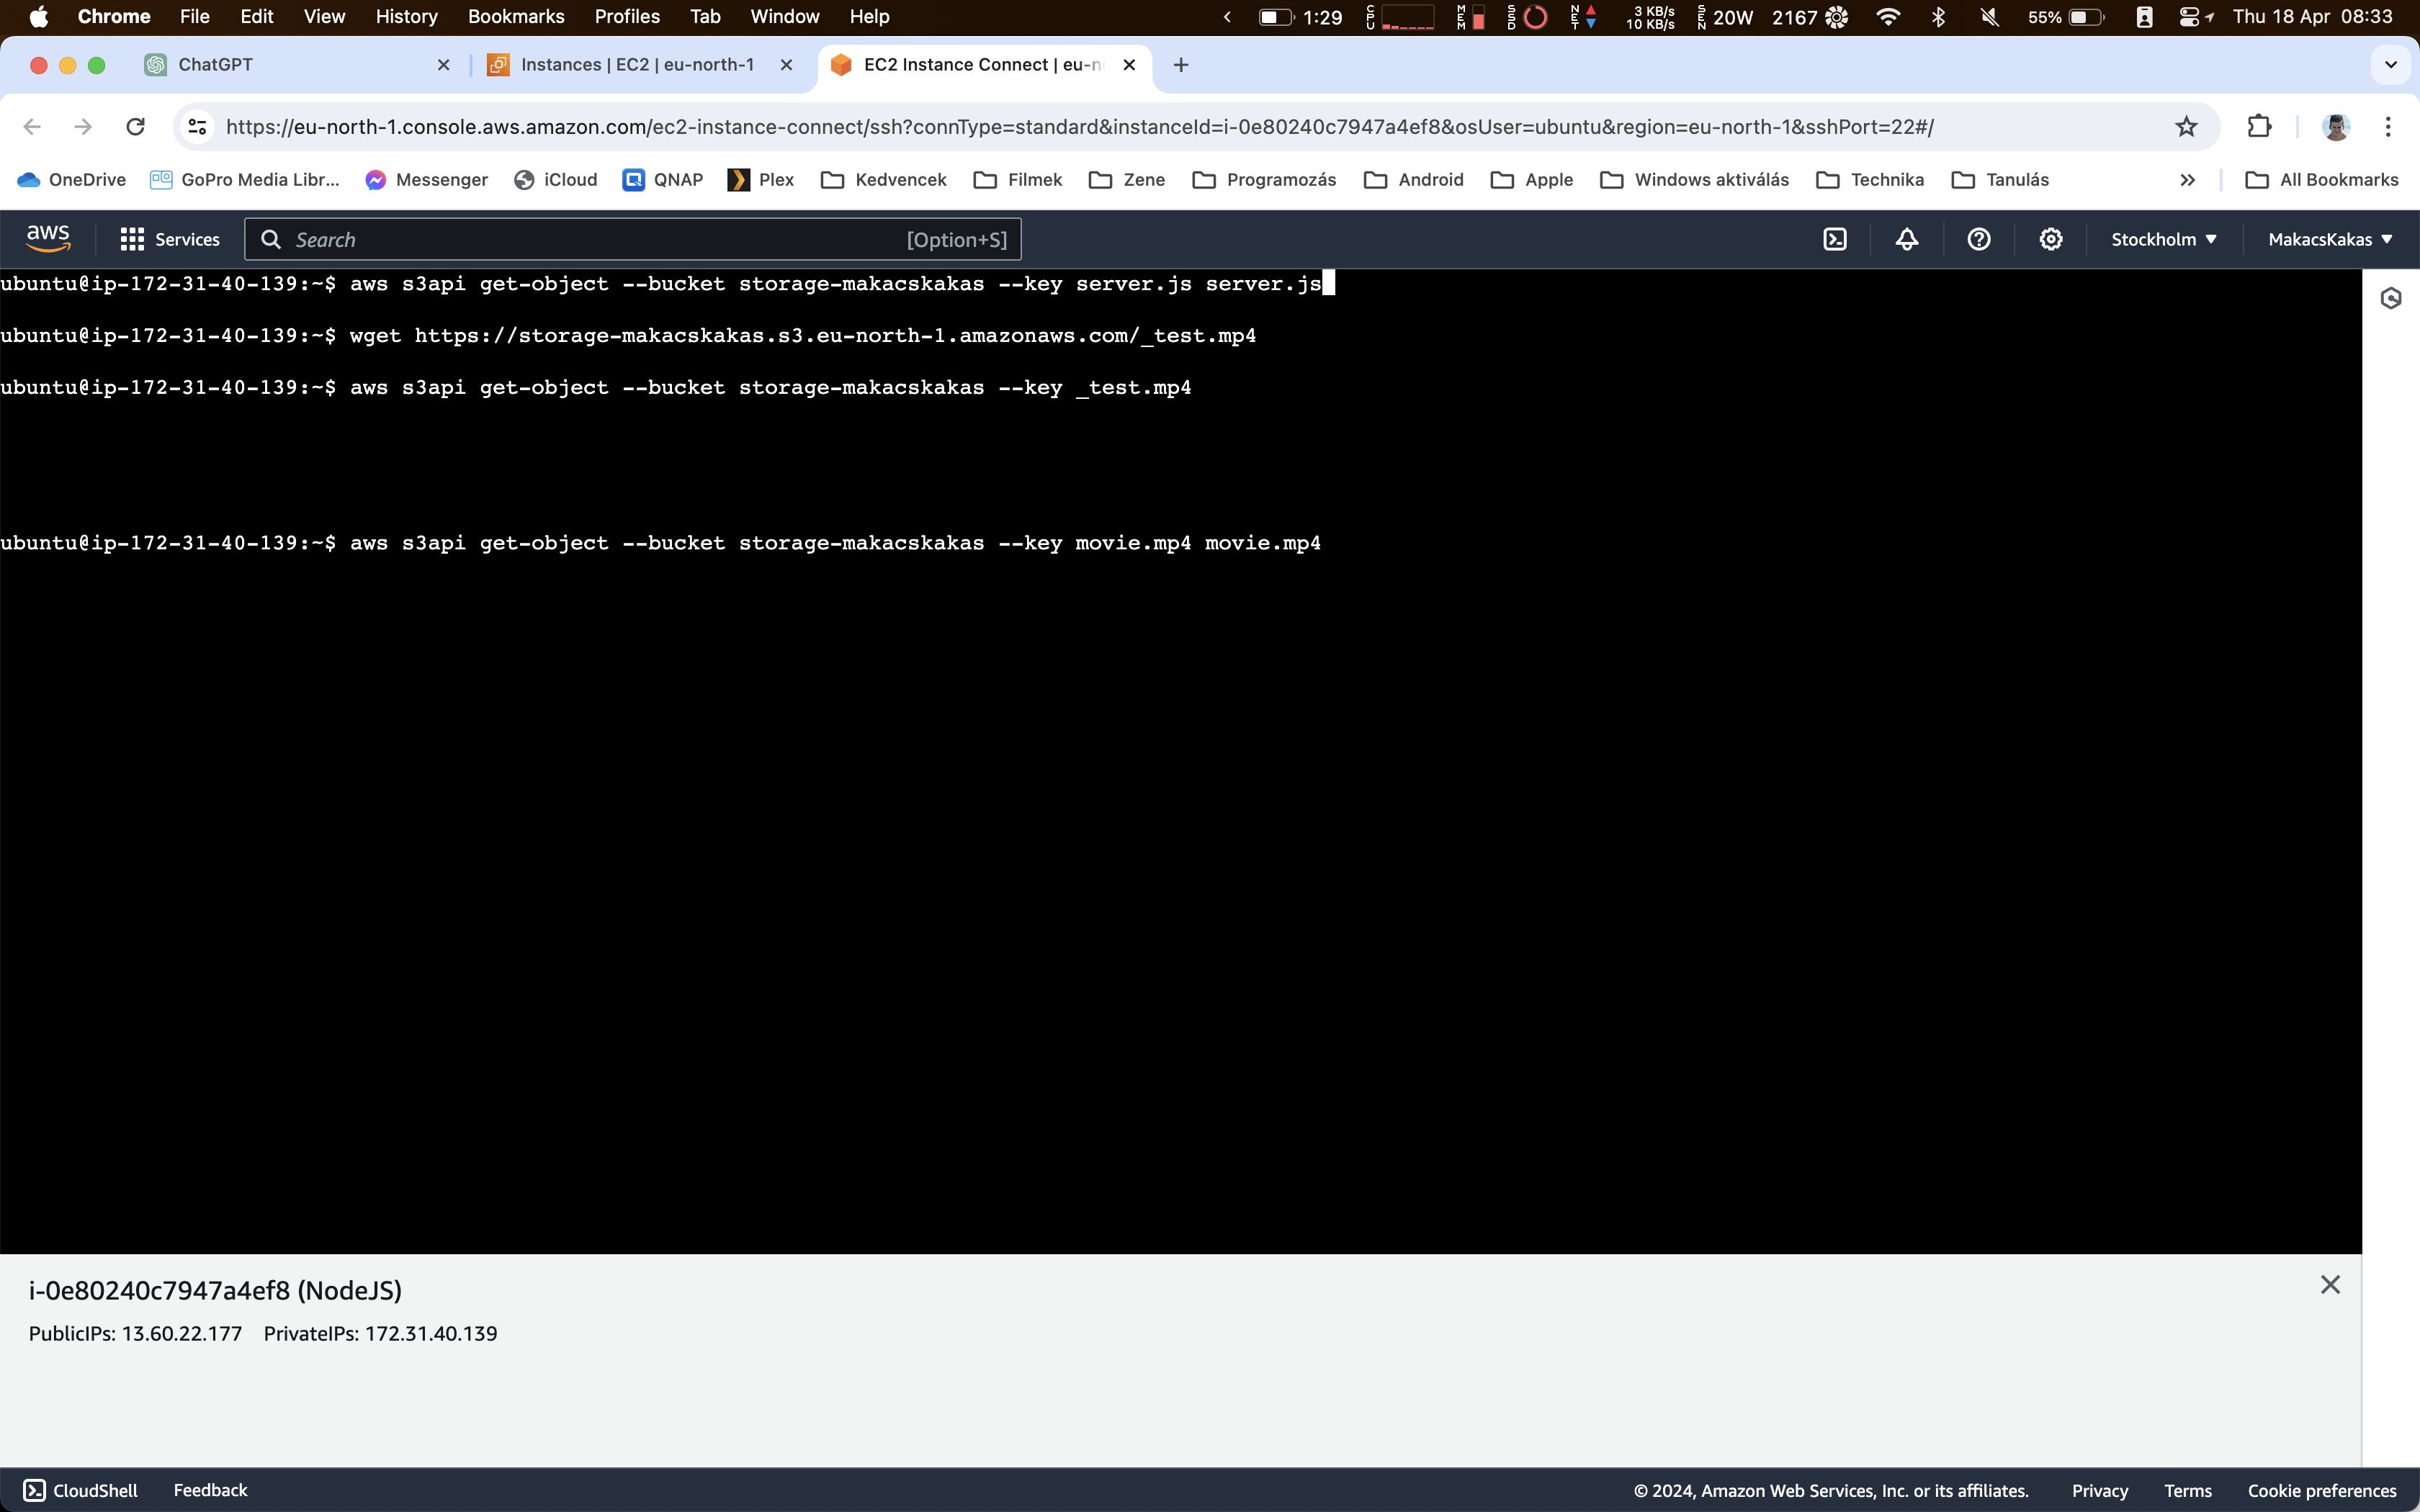 Chrome File Edit View History Bookmarks Profiles Tab Window Help 1:29 CPU MEM SSD NET 3 KB/s 10 KB/s SEN 20W 2167 55% Thu 18 Apr 08:33
ChatGPT Instances | EC2 | eu-north-1 EC2 Instance Connect | eu-n
https://eu-north-1.console.aws.amazon.com/ec2-instance-connect/ssh?connType=standard&instanceId=i-0e80240c7947a4ef8&osUser=ubuntu&region=eu-north-1&sshPort=22#/
OneDrive GoPro Media Libr... Messenger iCloud QNAP Plex Kedvencek Filmek Zene Programozás Android Apple Windows aktiválás Technika Tanulás All Bookmarks
aws Services Search [Option+S] Stockholm MakacsKakas
ubuntu@ip-172-31-40-139:~$ aws s3api get-object --bucket storage-makacskakas --key server.js server.js
ubuntu@ip-172-31-40-139:~$ wget https://storage-makacskakas.s3.eu-north-1.amazonaws.com/_test.mp4
ubuntu@ip-172-31-40-139:~$ aws s3api get-object --bucket storage-makacskakas --key _test.mp4
ubuntu@ip-172-31-40-139:~$ aws s3api get-object --bucket storage-makacskakas --key movie.mp4 movie.mp4
i-0e80240c7947a4ef8 (NodeJS)
PublicIPs: 13.60.22.177 PrivateIPs: 172.31.40.139
CloudShell Feedback © 2024, Amazon Web Services, Inc. or its affiliates. Privacy Terms Cookie preferences